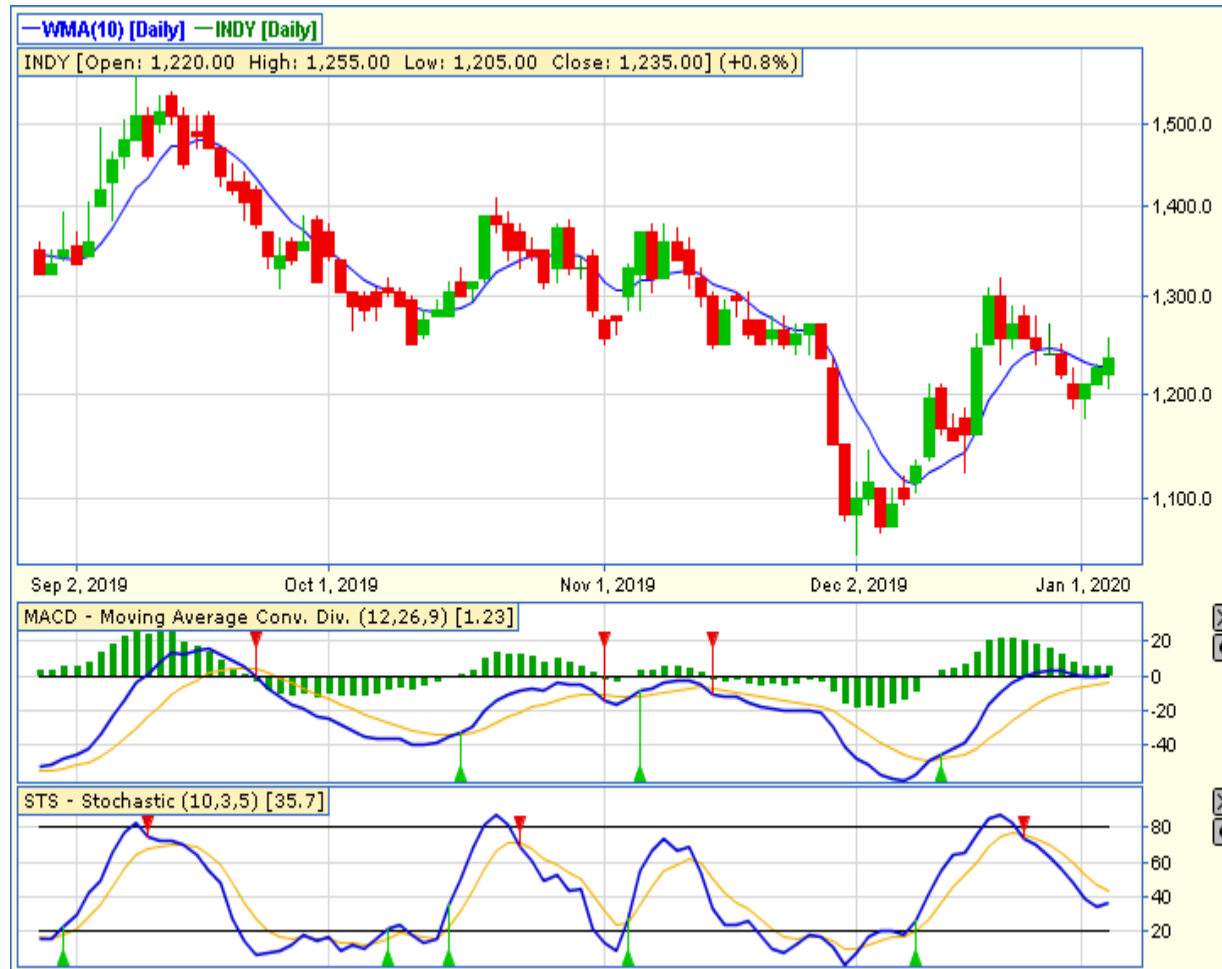 WMA(10) [Daily] INDY [Daily]
INDY [Open: 1,220.00 High: 1,255.00 Low: 1,205.00 Close: 1,235.00] (+0.8%)
1,500.0
1,400.0
1,300.0
1,200.0
1,100.0
Sep 2, 2019 Oct 1, 2019 Nov 1, 2019 Dec 2, 2019 Jan 1, 2020
MACD - Moving Average Conv. Div. (12,26,9) [1.23]
20
0
-20
-40
STS - Stochastic (10,3,5) [35.7]
80
60
40
20